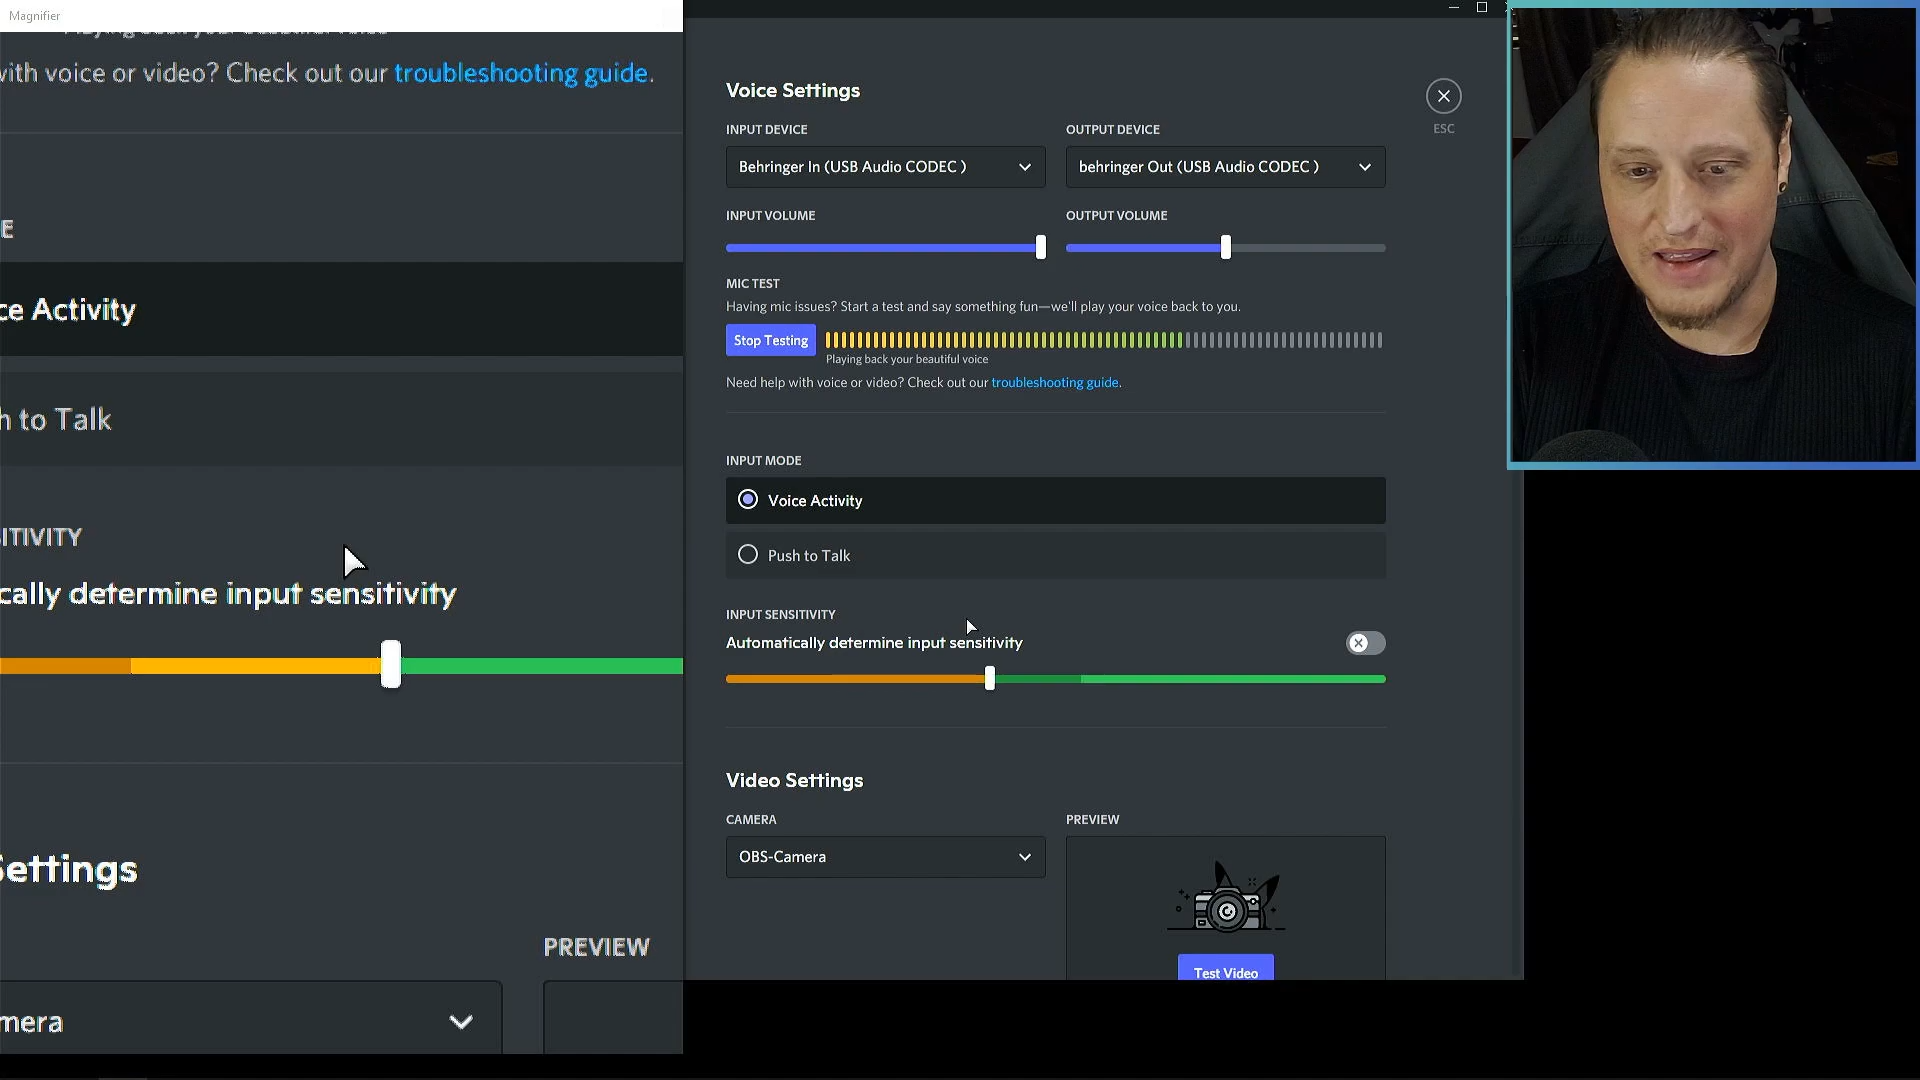 Magnifier
with voice or video? Check out our troubleshooting guide.
E
ce Activity
h to Talk
SITIVITY
cally determine input sensitivity
Settings
PREVIEW
mera
Voice Settings
ESC
INPUT DEVICE
OUTPUT DEVICE
Behringer In (USB Audio CODEC )
behringer Out (USB Audio CODEC )
INPUT VOLUME
OUTPUT VOLUME
MIC TEST
Having mic issues? Start a test and say something fun—we'll play your voice back to you.
Stop Testing
Playing back your beautiful voice
Need help with voice or video? Check out our troubleshooting guide.
INPUT MODE
Voice Activity
Push to Talk
INPUT SENSITIVITY
Automatically determine input sensitivity
Video Settings
CAMERA
PREVIEW
OBS-Camera
Test Video